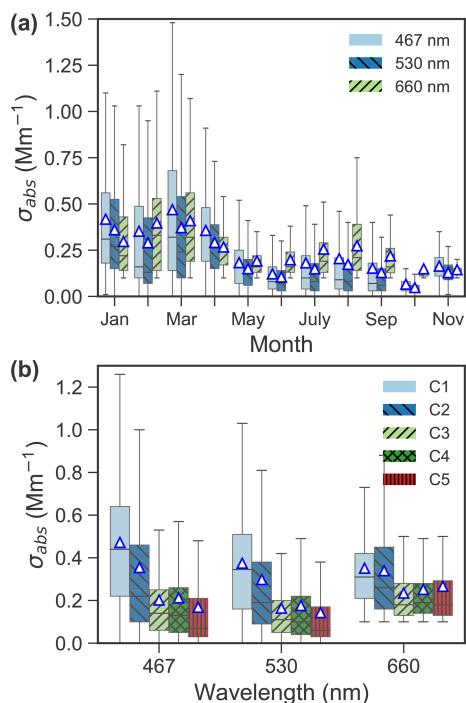 (a)
1.50
1.25
1.00
0.75
0.50
0.25
0.00
σabs (Mm−1)
467 nm
530 nm
660 nm
Jan Mar May July Sep Nov
Month
(b)
1.2
1.0
0.8
0.6
0.4
0.2
0.0
σabs (Mm−1)
C1
C2
C3
C4
C5
467 530 660
Wavelength (nm)